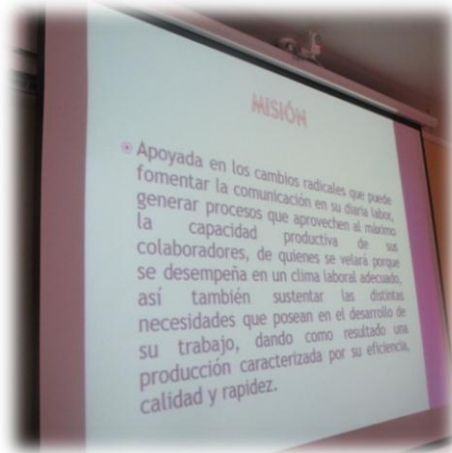 MISIÓN
Apoyada en los cambios radicales que puede
fomentar la comunicación en su diaria labor,
generar procesos que aprovechen al máximo
la capacidad productiva de sus
colaboradores, de quienes se velará porque
se desempeña en un clima laboral adecuado,
así también sustentar las distintas
necesidades que posean en el desarrollo de
su trabajo, dando como resultado una
producción caracterizada por su eficiencia,
calidad y rapidez.